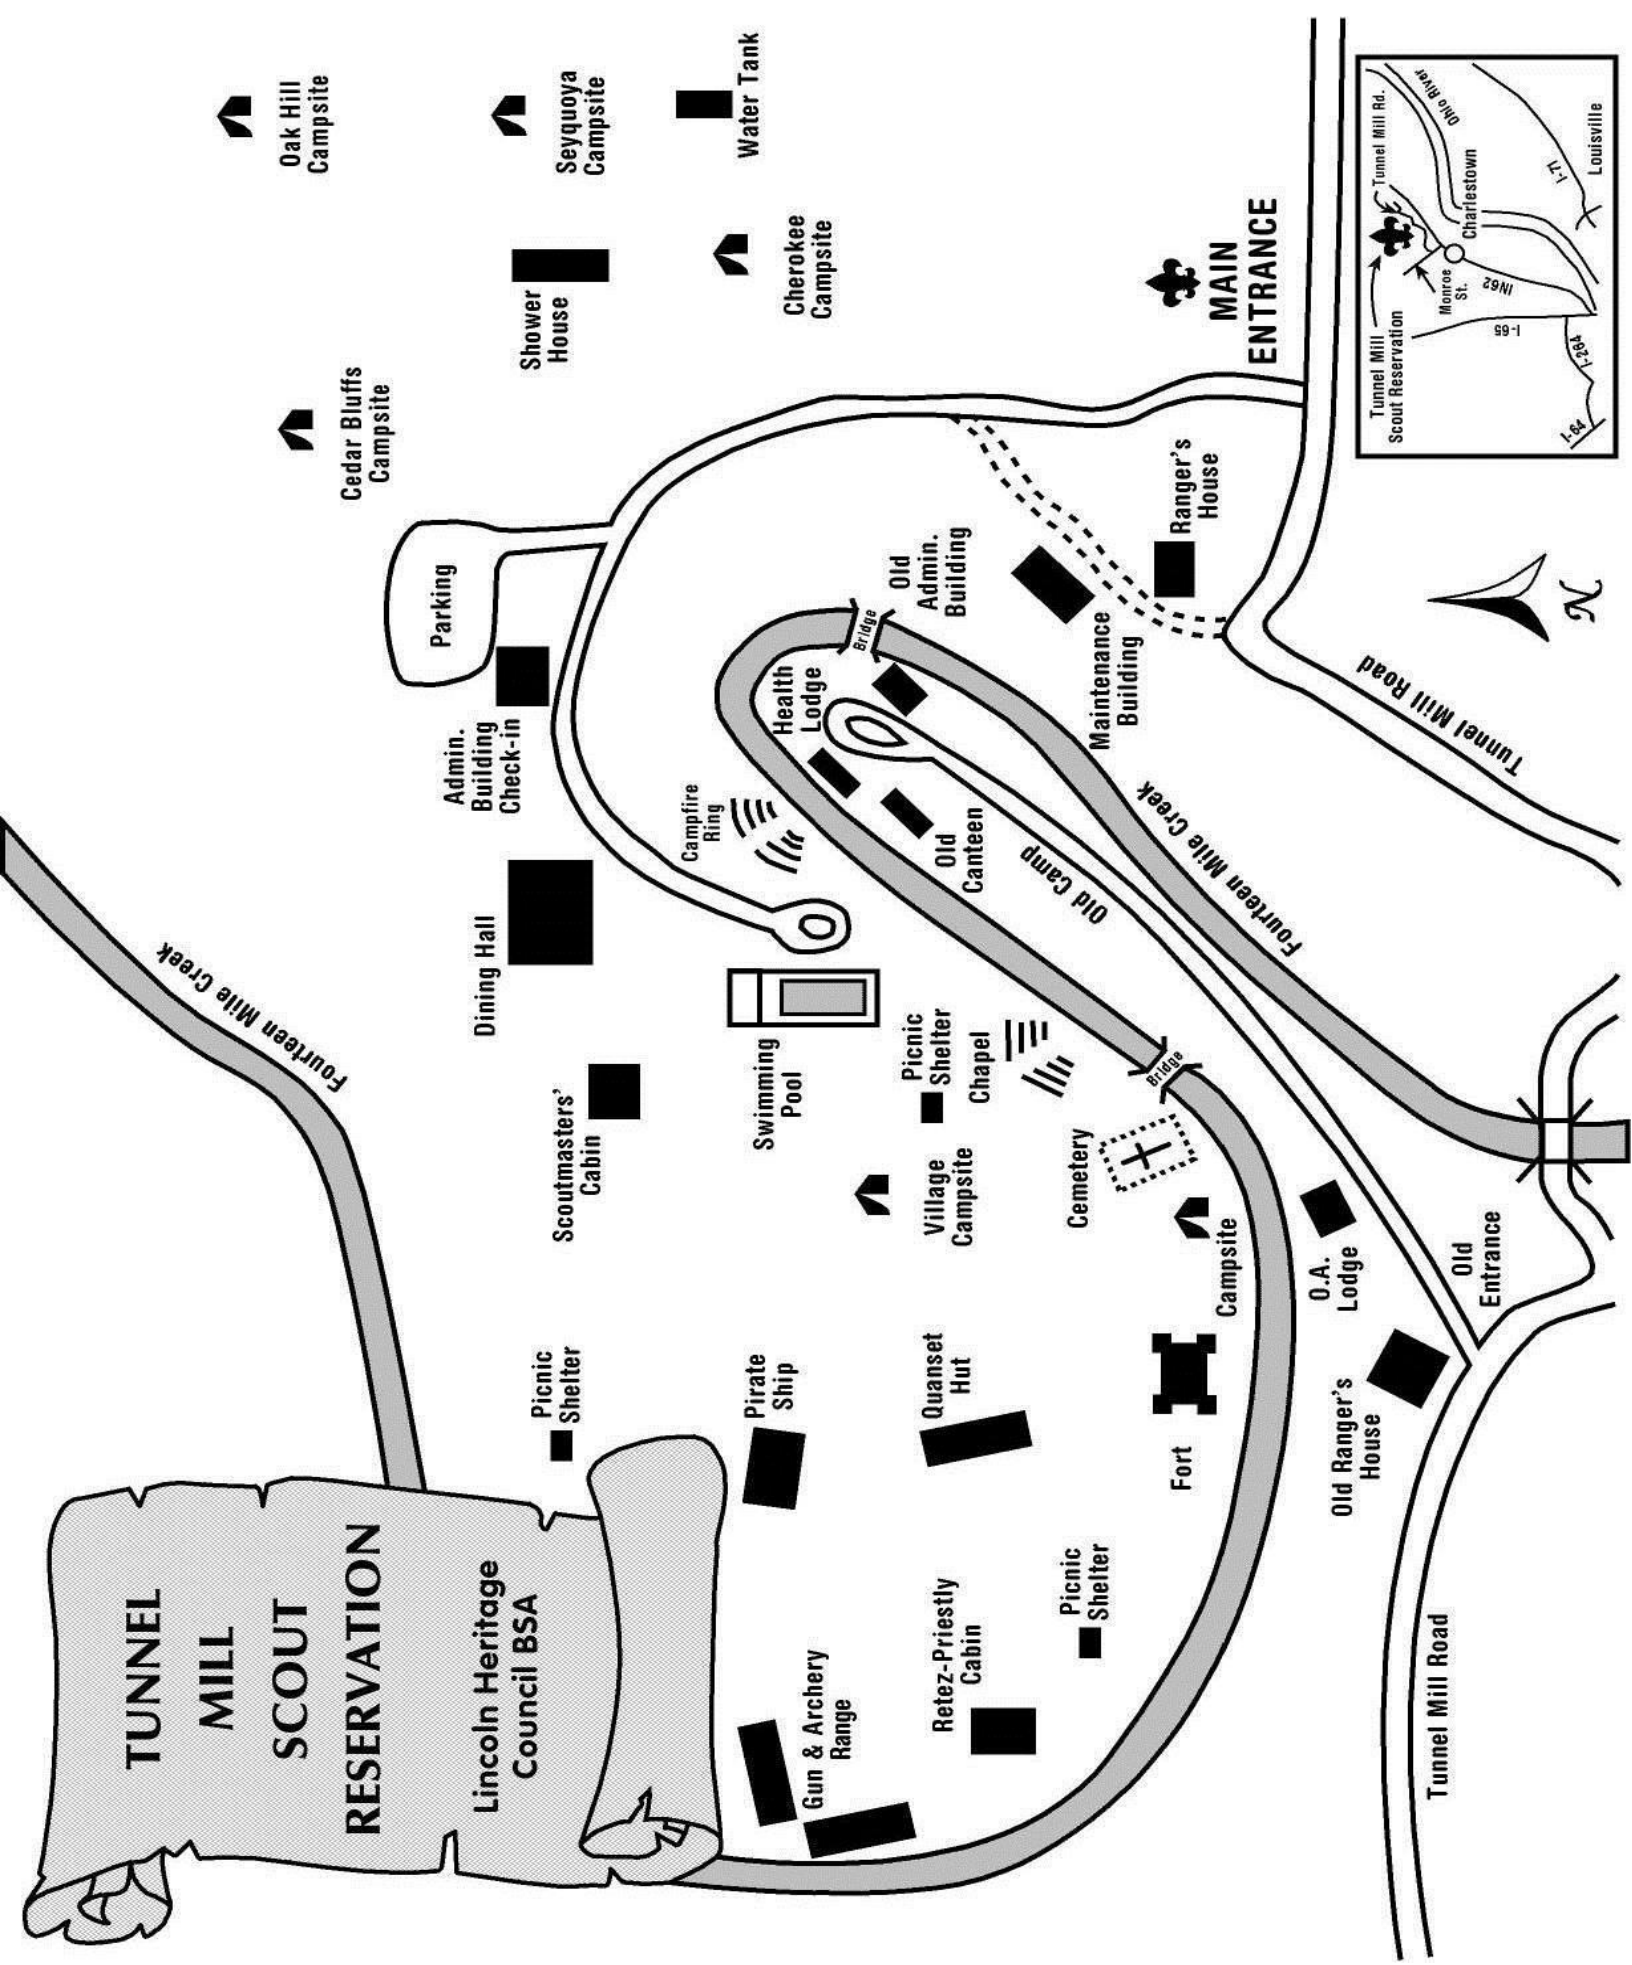 TUNNEL
MILL
SCOUT
RESERVATION
Lincoln Heritage
Council BSA
Fourteen Mile Creek
Oak Hill
Campsite
Seyquoya
Campsite
Water Tank
Cedar Bluffs
Campsite
Shower
House
Cherokee
Campsite
Parking
Admin.
Building
Check-in
Dining Hall
Scoutmasters'
Cabin
Picnic
Shelter
Campfire
Ring
Swimming
Pool
Pirate
Ship
Gun & Archery
Range
Health
Lodge
Bridge
Old
Admin.
Building
Old
Canteen
Old Camp
Picnic
Shelter
Chapel
Village
Campsite
Quanset
Hut
Retez-Priestly
Cabin
Picnic
Shelter
Cemetery
Bridge
Campsite
Fort
Maintenance
Building
Ranger's
House
MAIN
ENTRANCE
Fourteen Mile Creek
Tunnel Mill Road
O.A.
Lodge
Old
Entrance
Old Ranger's
House
Tunnel Mill Road
N
Tunnel Mill
Scout Reservation
Tunnel Mill Rd.
Ohio River
Monroe
St.
Charlestown
IN62
I-65
I-71
I-264
I-64
Louisville